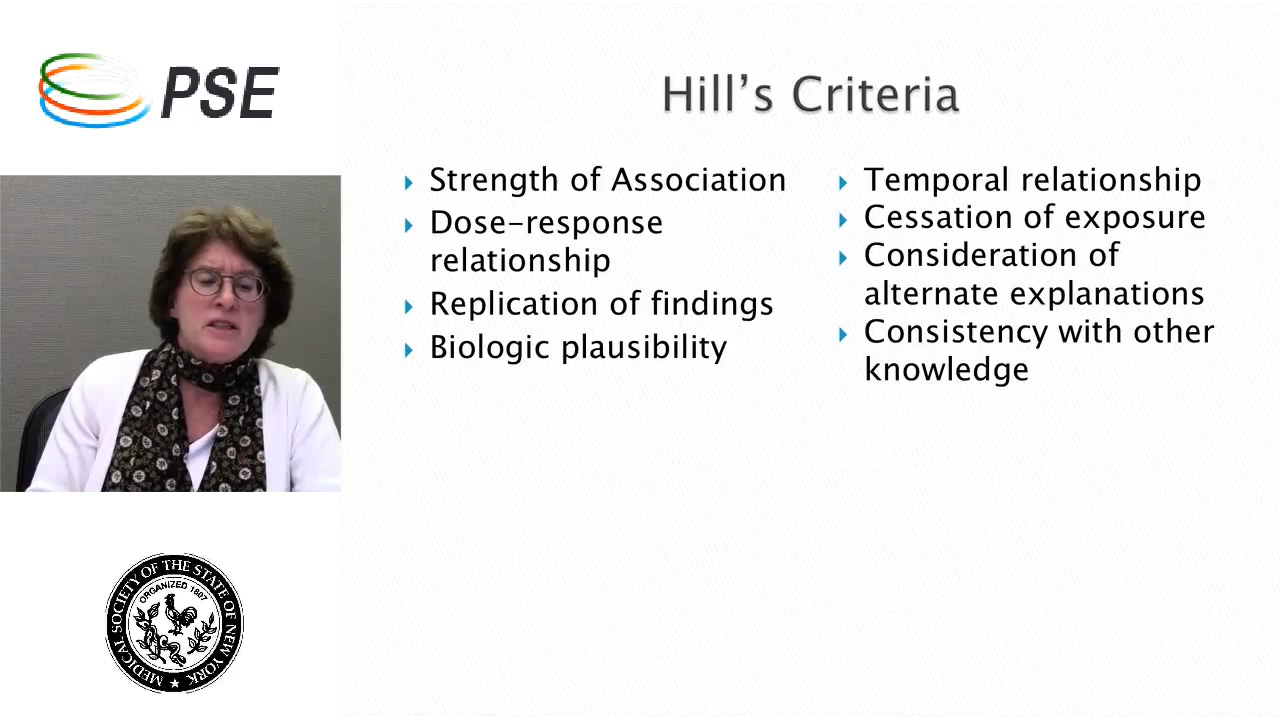 PSE
Hill's Criteria
Strength of Association
Dose-response
relationship
Replication of findings
Biologic plausibility
Temporal relationship
Cessation of exposure
Consideration of
alternate explanations
Consistency with other
knowledge
MEDICAL SOCIETY OF THE STATE OF NEW YORK
ORGANIZED 1807